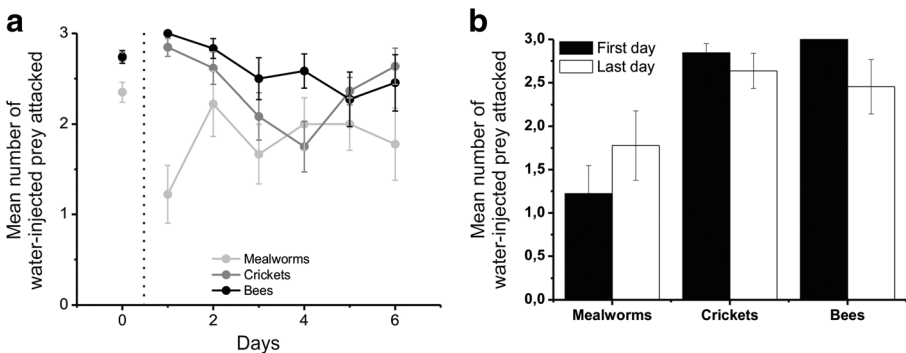 a
Mean number of
water-injected prey attacked
3
2
1
0
0
2
4
6
Days
Mealworms
Crickets
Bees
b
Mean number of
water-injected prey attacked
3,0
2,5
2,0
1,5
1,0
0,5
0,0
First day
Last day
Mealworms
Crickets
Bees